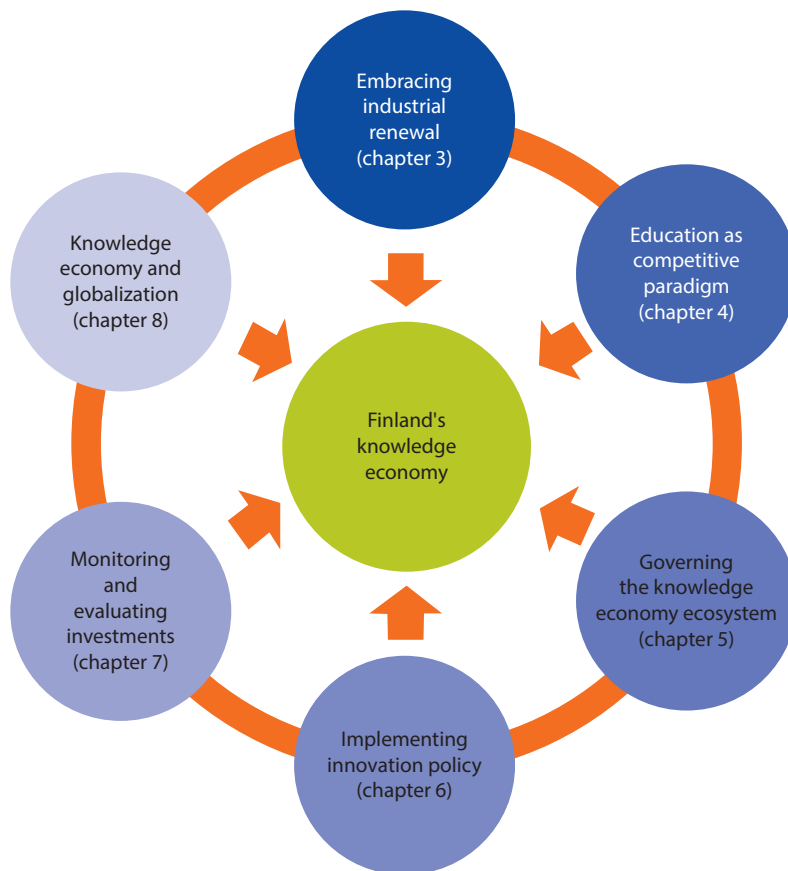 Embracing
industrial
renewal
(chapter 3)
Education as
competitive
paradigm
(chapter 4)
Governing
the knowledge
economy ecosystem
(chapter 5)
Implementing
innovation policy
(chapter 6)
Monitoring
and
evaluating
investments
(chapter 7)
Knowledge
economy and
globalization
(chapter 8)
Finland's
knowledge
economy